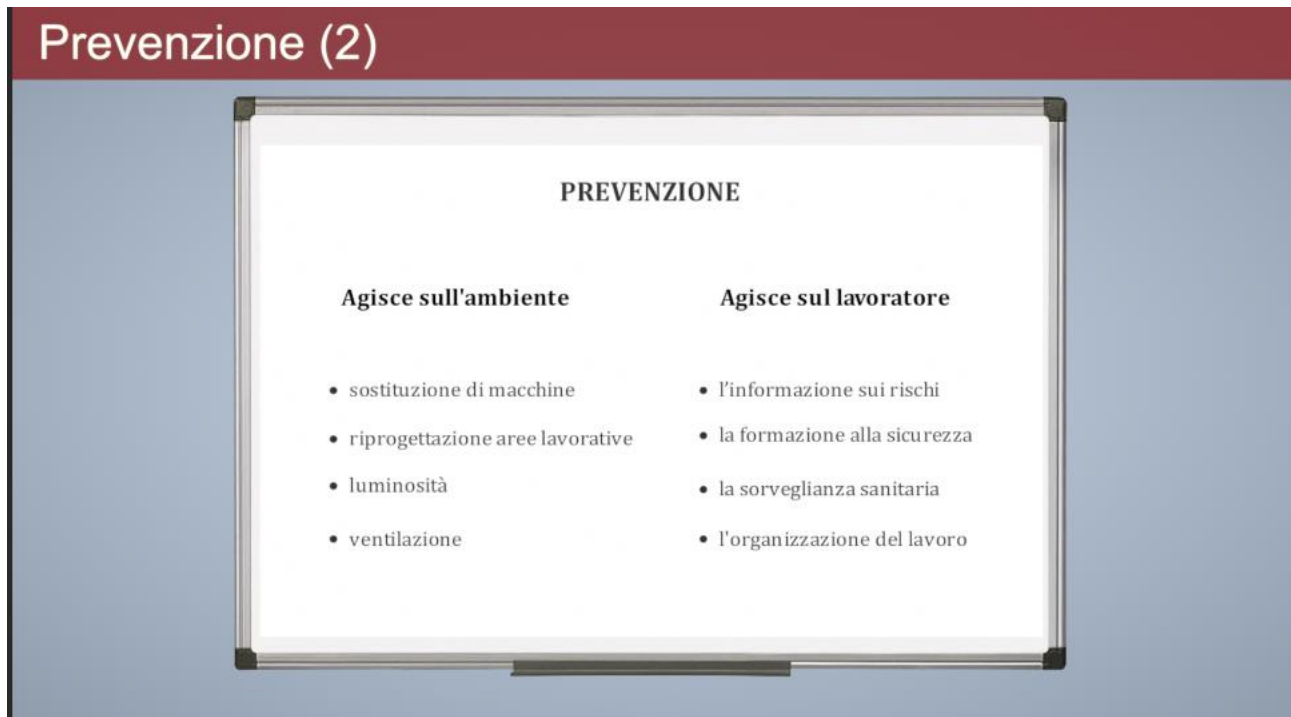 Prevenzione (2)
PREVENZIONE
Agisce sull'ambiente
• sostituzione di macchine
• riprogettazione aree lavorative
• luminosità
• ventilazione
Agisce sul lavoratore
• l’informazione sui rischi
• la formazione alla sicurezza
• la sorveglianza sanitaria
• l'organizzazione del lavoro